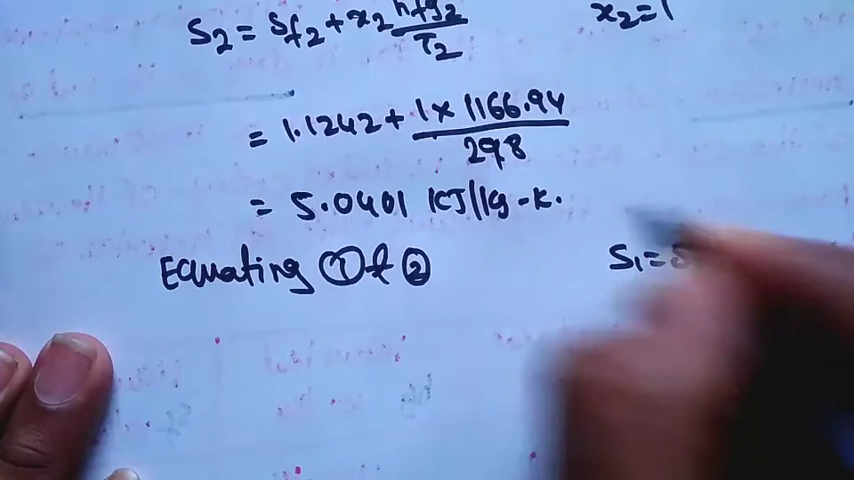 S2 = Sf2 + x2 hfg2/T2 x2 = 1
= 1.1242 + 1 × 1166.94/298
= 5.0401 KJ/kg-K.
Equating ① & ② S1 =